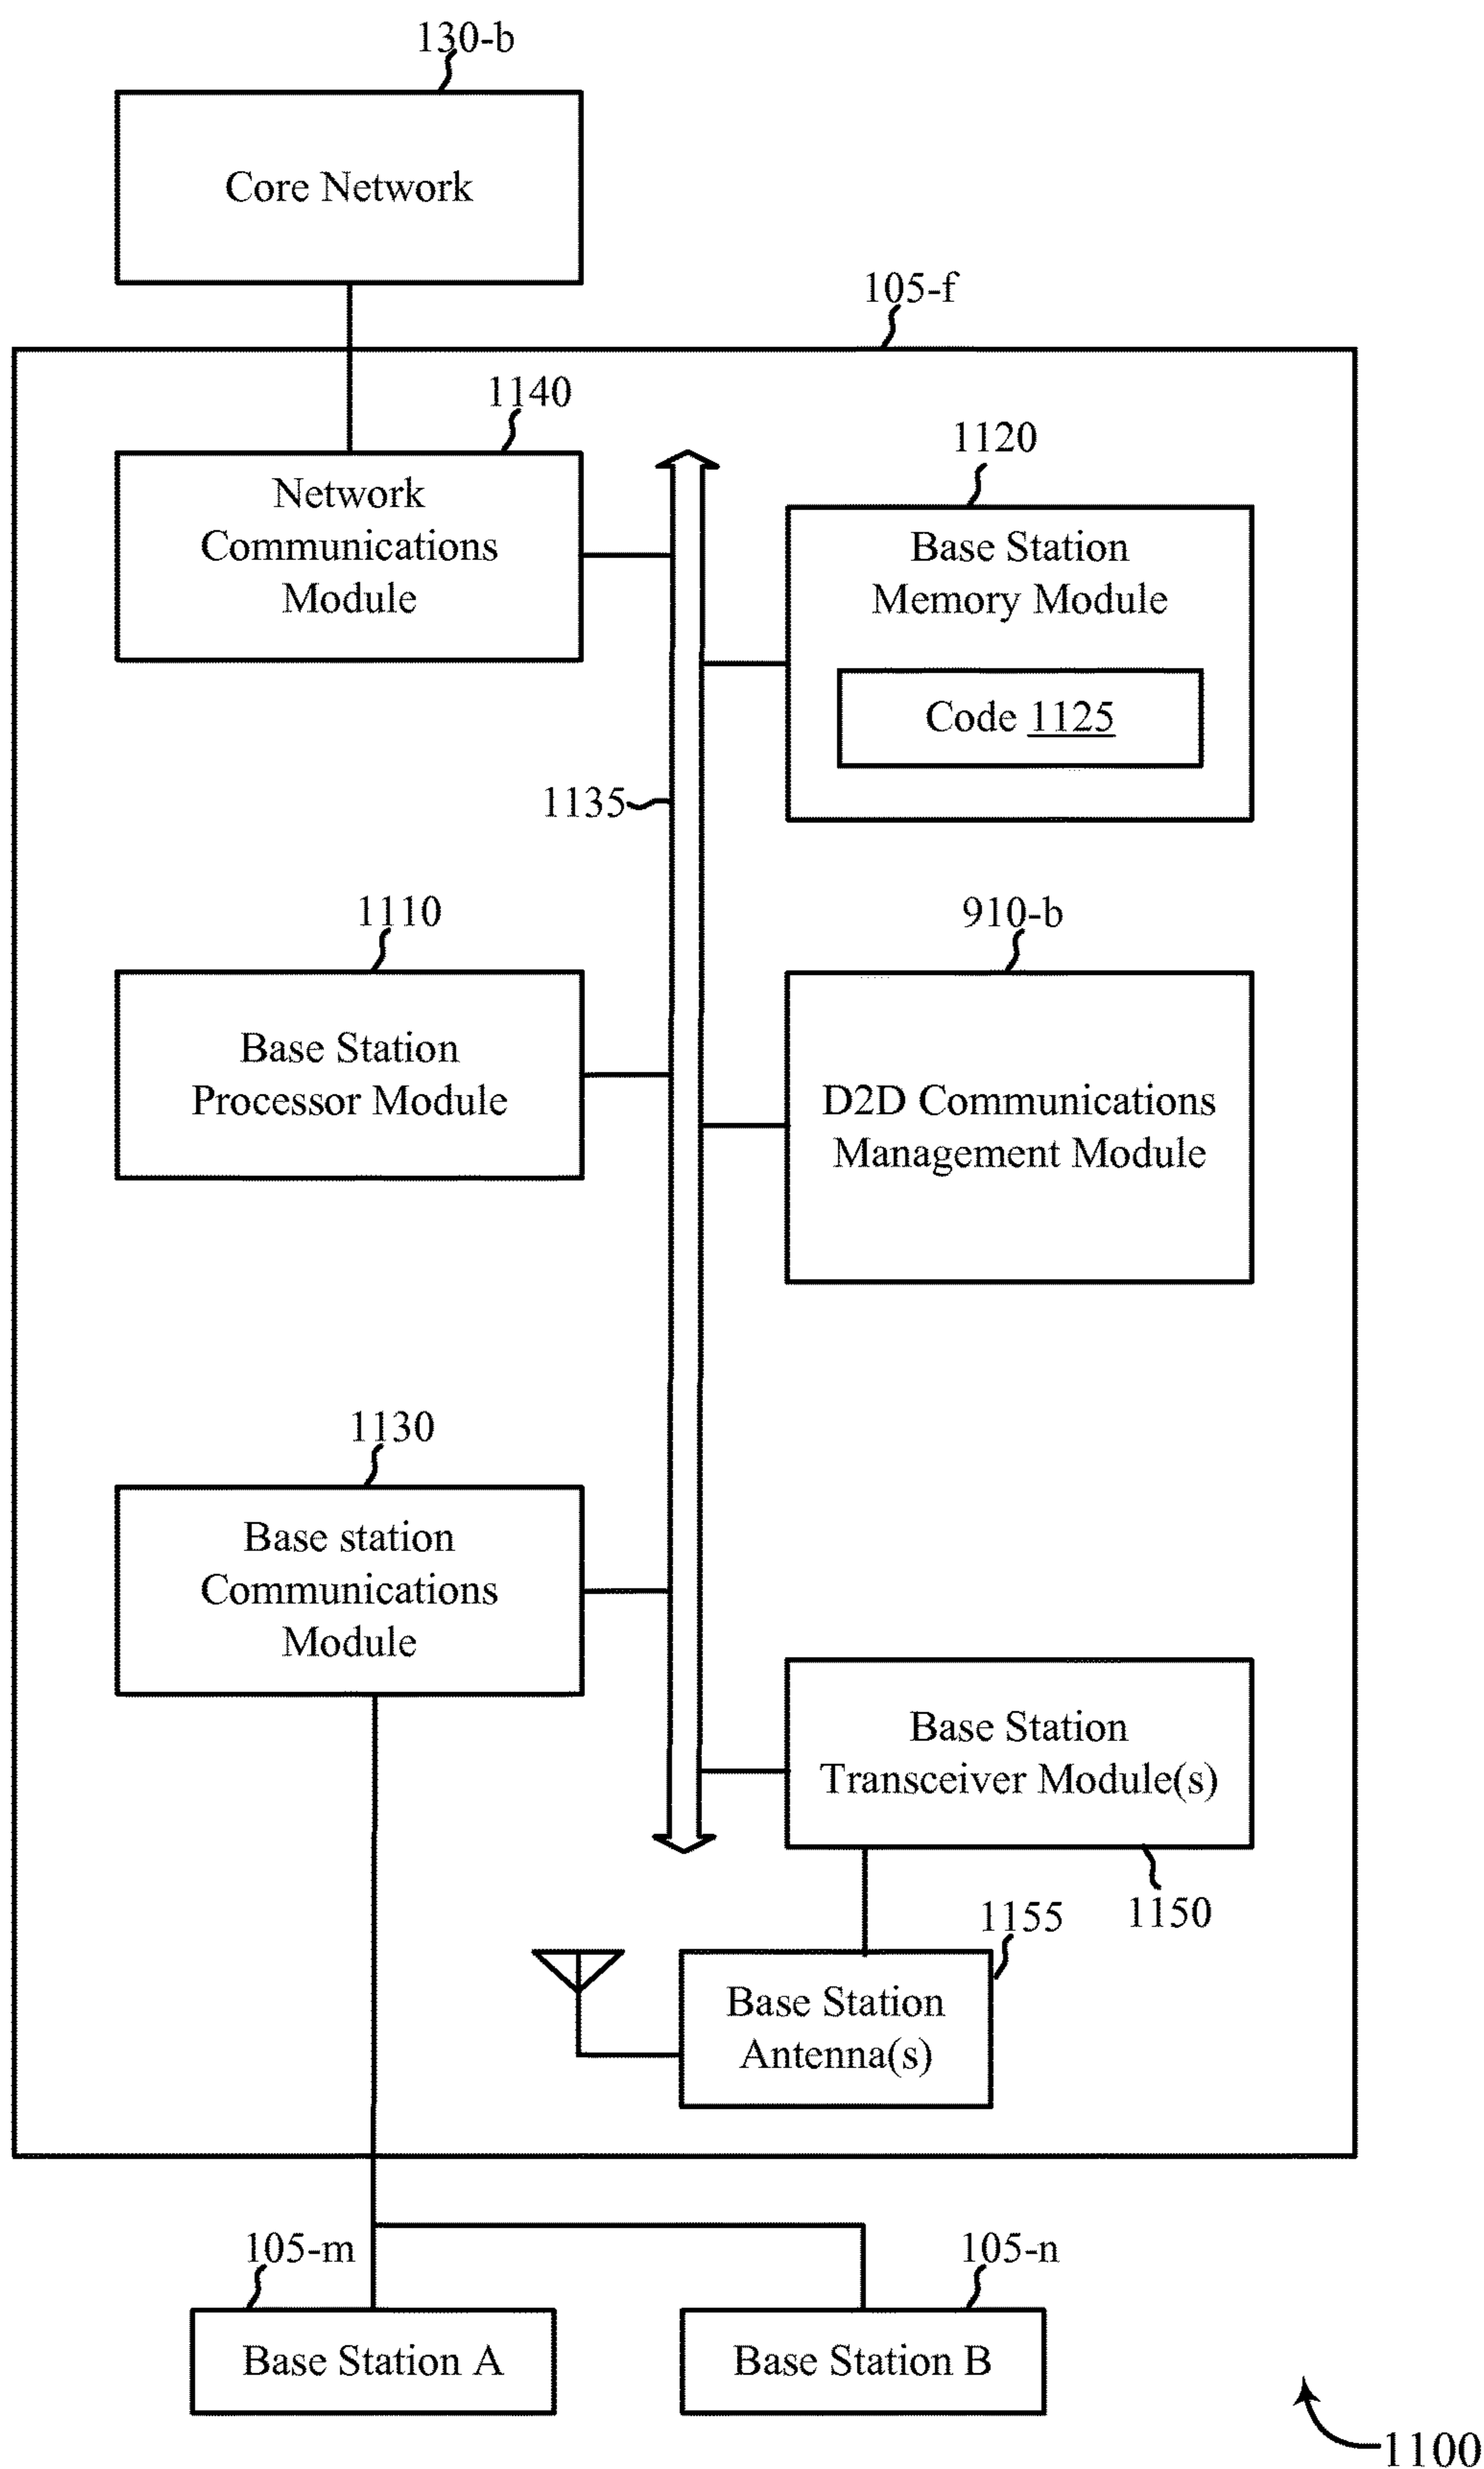 130-b
Core Network
105-f
1140
Network
Communications
Module
1120
Base Station
Memory Module
Code 1125
1135
1110
Base Station
Processor Module
910-b
D2D Communications
Management Module
1130
Base station
Communications
Module
Base Station
Transceiver Module(s)
1150
1155
Base Station
Antenna(s)
105-m
Base Station A
105-n
Base Station B
1100